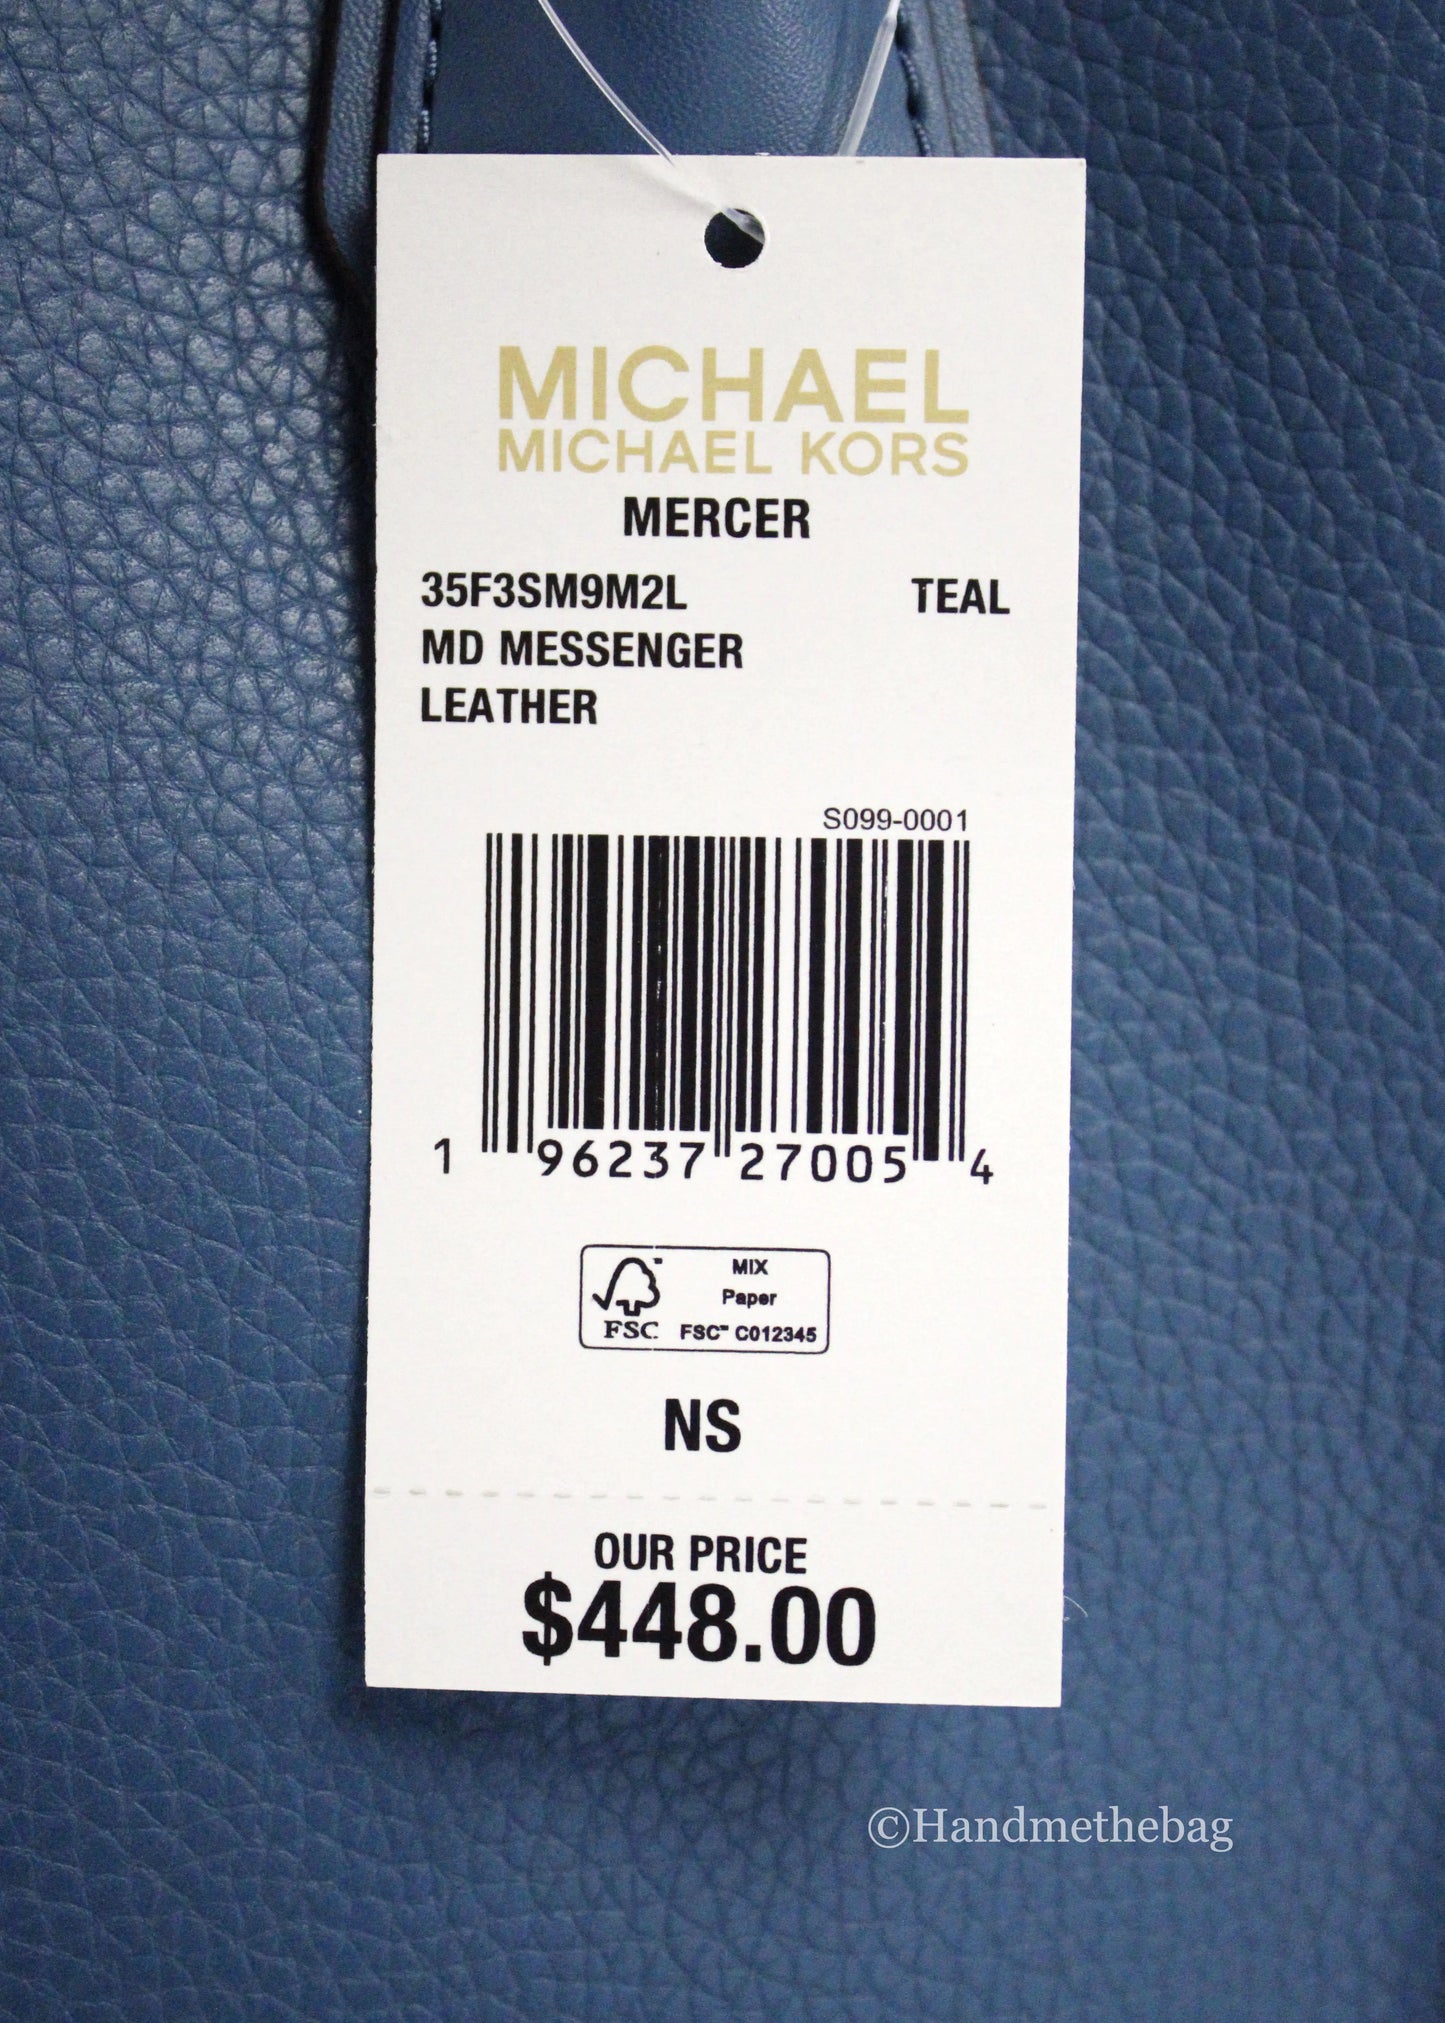 MICHAEL
MICHAEL KORS
MERCER
35F3SM9M2L TEAL
MD MESSENGER
LEATHER
S099-0001
1 96237 27005 4
MIX
Paper
FSC™ C012345
FSC
NS
OUR PRICE
$448.00
©Handmethebag